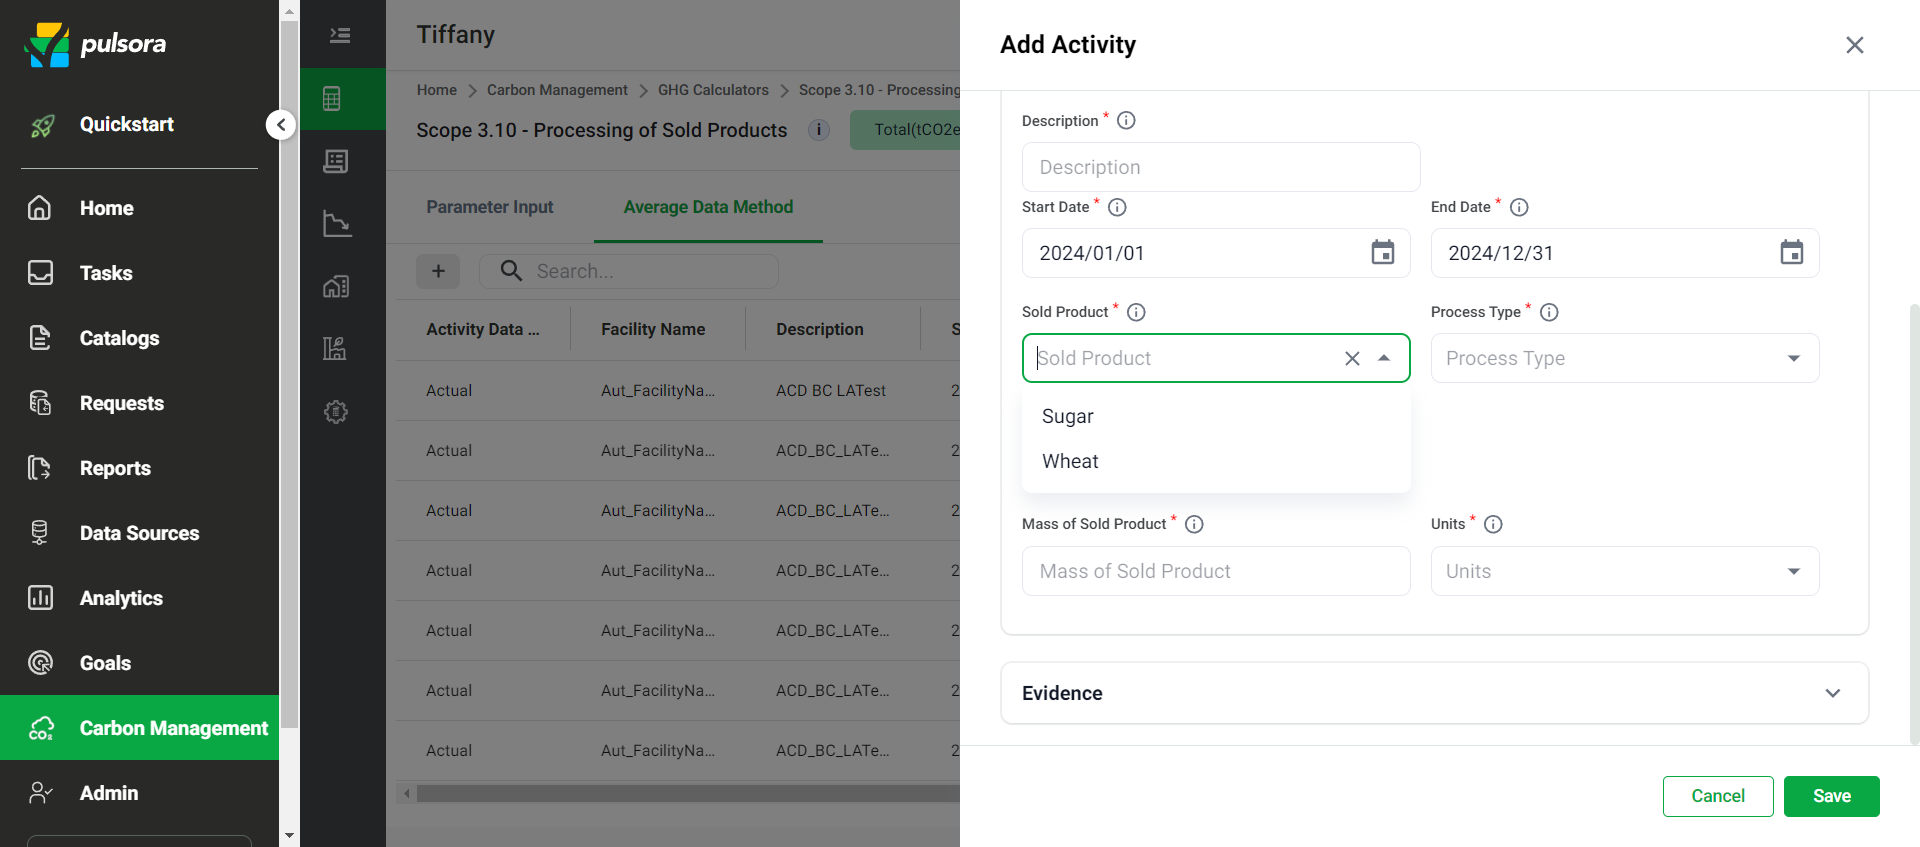 pulsora
Quickstart
Home
Tasks
Catalogs
Requests
Reports
Data Sources
Analytics
Goals
CO₂ Carbon Management
Admin
Tiffany
Home
Carbon Management
GHG Calculators
Scope 3.10 - Processing
Scope 3.10 - Processing of Sold Products
i
Total(tCO2e
Parameter Input
Average Data Method
+
Search...
Activity Data ...
Facility Name
Description
S
Actual
Aut_FacilityNa...
ACD BC LATest
2
Actual
Aut_FacilityNa...
ACD_BC_LATe...
2
Actual
Aut_FacilityNa...
ACD_BC_LATe...
2
Actual
Aut_FacilityNa...
ACD_BC_LATe...
2
Actual
Aut_FacilityNa...
ACD_BC_LATe...
2
Actual
Aut_FacilityNa...
ACD_BC_LATe...
2
Actual
Aut_FacilityNa...
ACD_BC_LATe...
2
Add Activity
Description *
Description
Start Date *
End Date *
2024/01/01
2024/12/31
Sold Product *
Process Type *
Sold Product
Process Type
Sugar
Wheat
Mass of Sold Product *
Units *
Mass of Sold Product
Units
Evidence
Cancel
Save